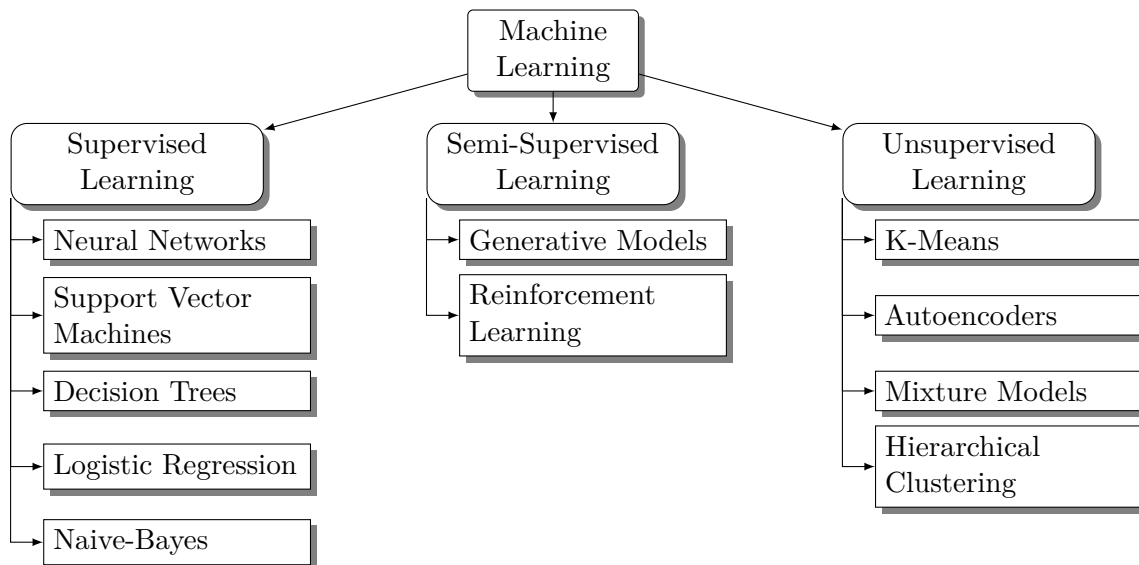 Machine
Learning
Supervised
Learning
Semi-Supervised
Learning
Unsupervised
Learning
Neural Networks
Support Vector
Machines
Decision Trees
Logistic Regression
Naive-Bayes
Generative Models
Reinforcement
Learning
K-Means
Autoencoders
Mixture Models
Hierarchical
Clustering